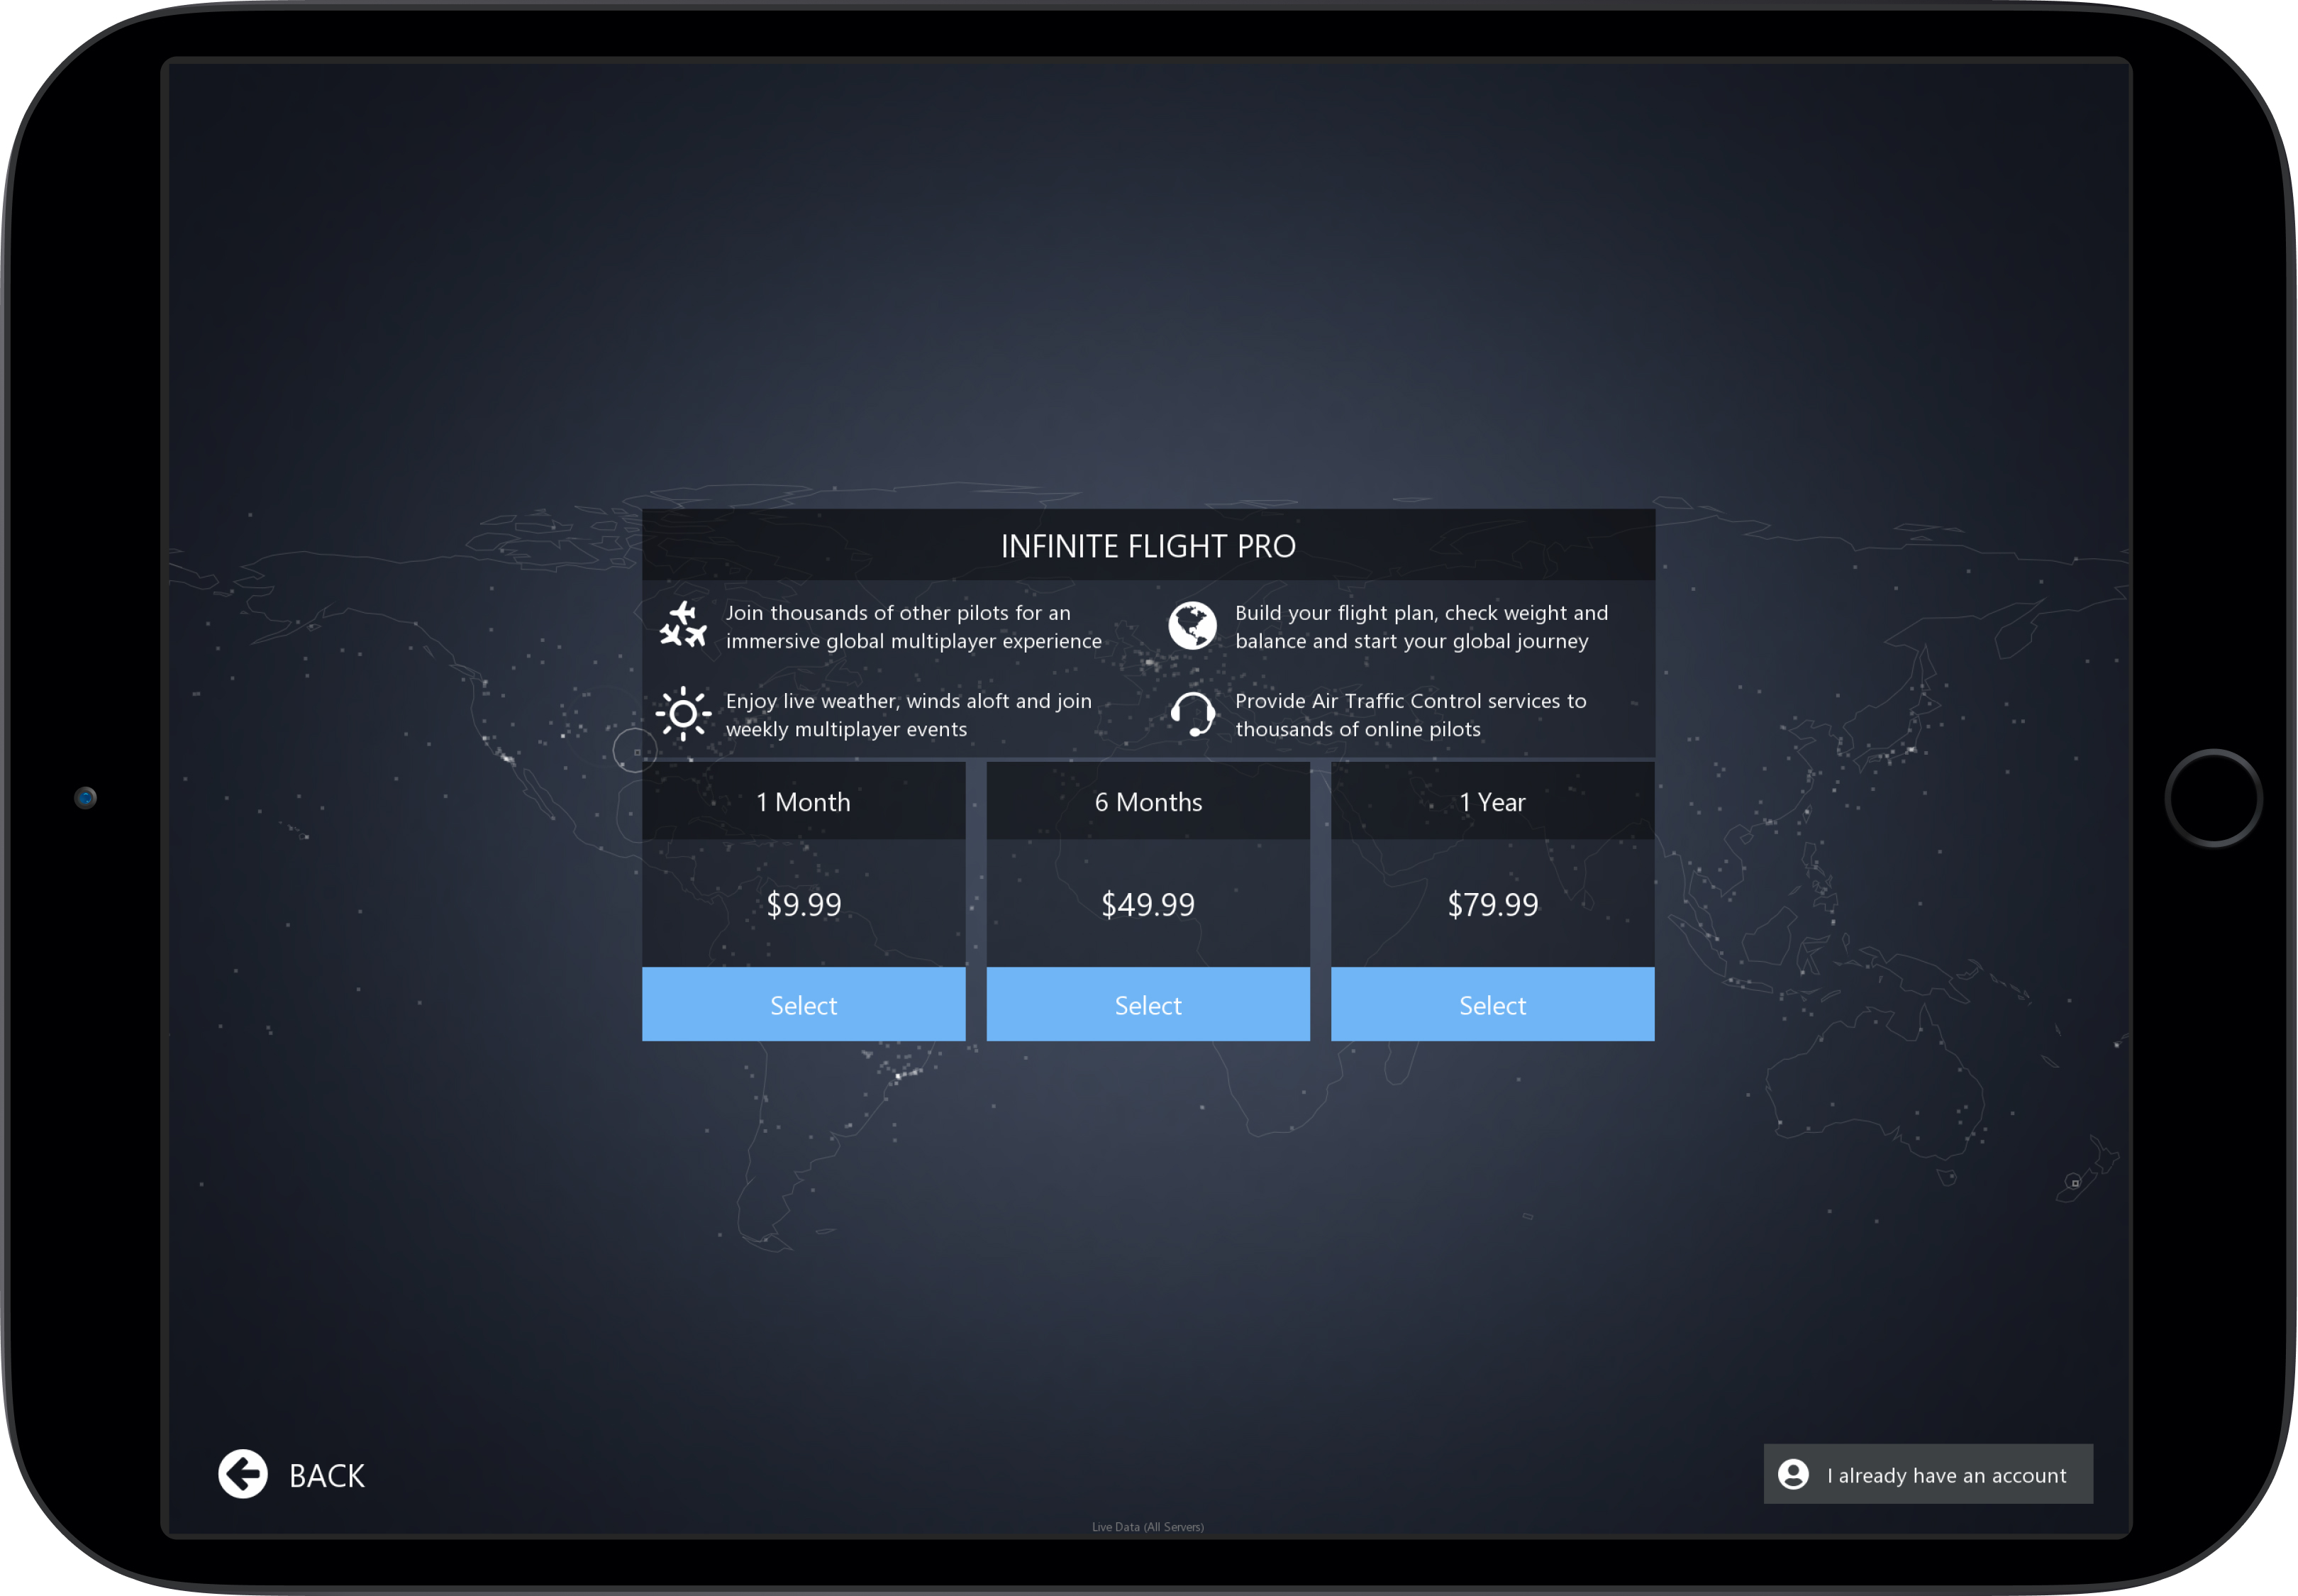 INFINITE FLIGHT PRO
Join thousands of other pilots for an
immersive global multiplayer experience
Build your flight plan, check weight and
balance and start your global journey
Enjoy live weather, winds aloft and join
weekly multiplayer events
Provide Air Traffic Control services to
thousands of online pilots
1 Month
$9.99
Select
6 Months
$49.99
Select
1 Year
$79.99
Select
BACK
I already have an account
Live Data (All Servers)